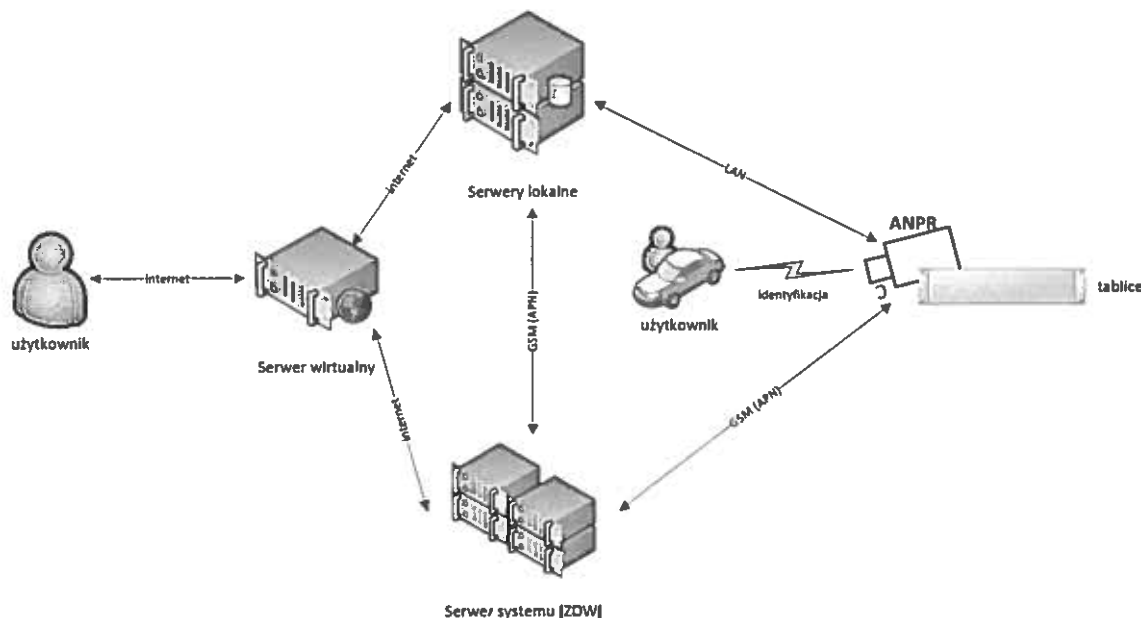 Serwery lokalne
internet
LAN
ANPR
tablice
użytkownik
identyfikacja
internet
użytkownik
Serwer wirtualny
GSM (APN)
GSM (APN)
internet
Serwer systemu [ZDW]